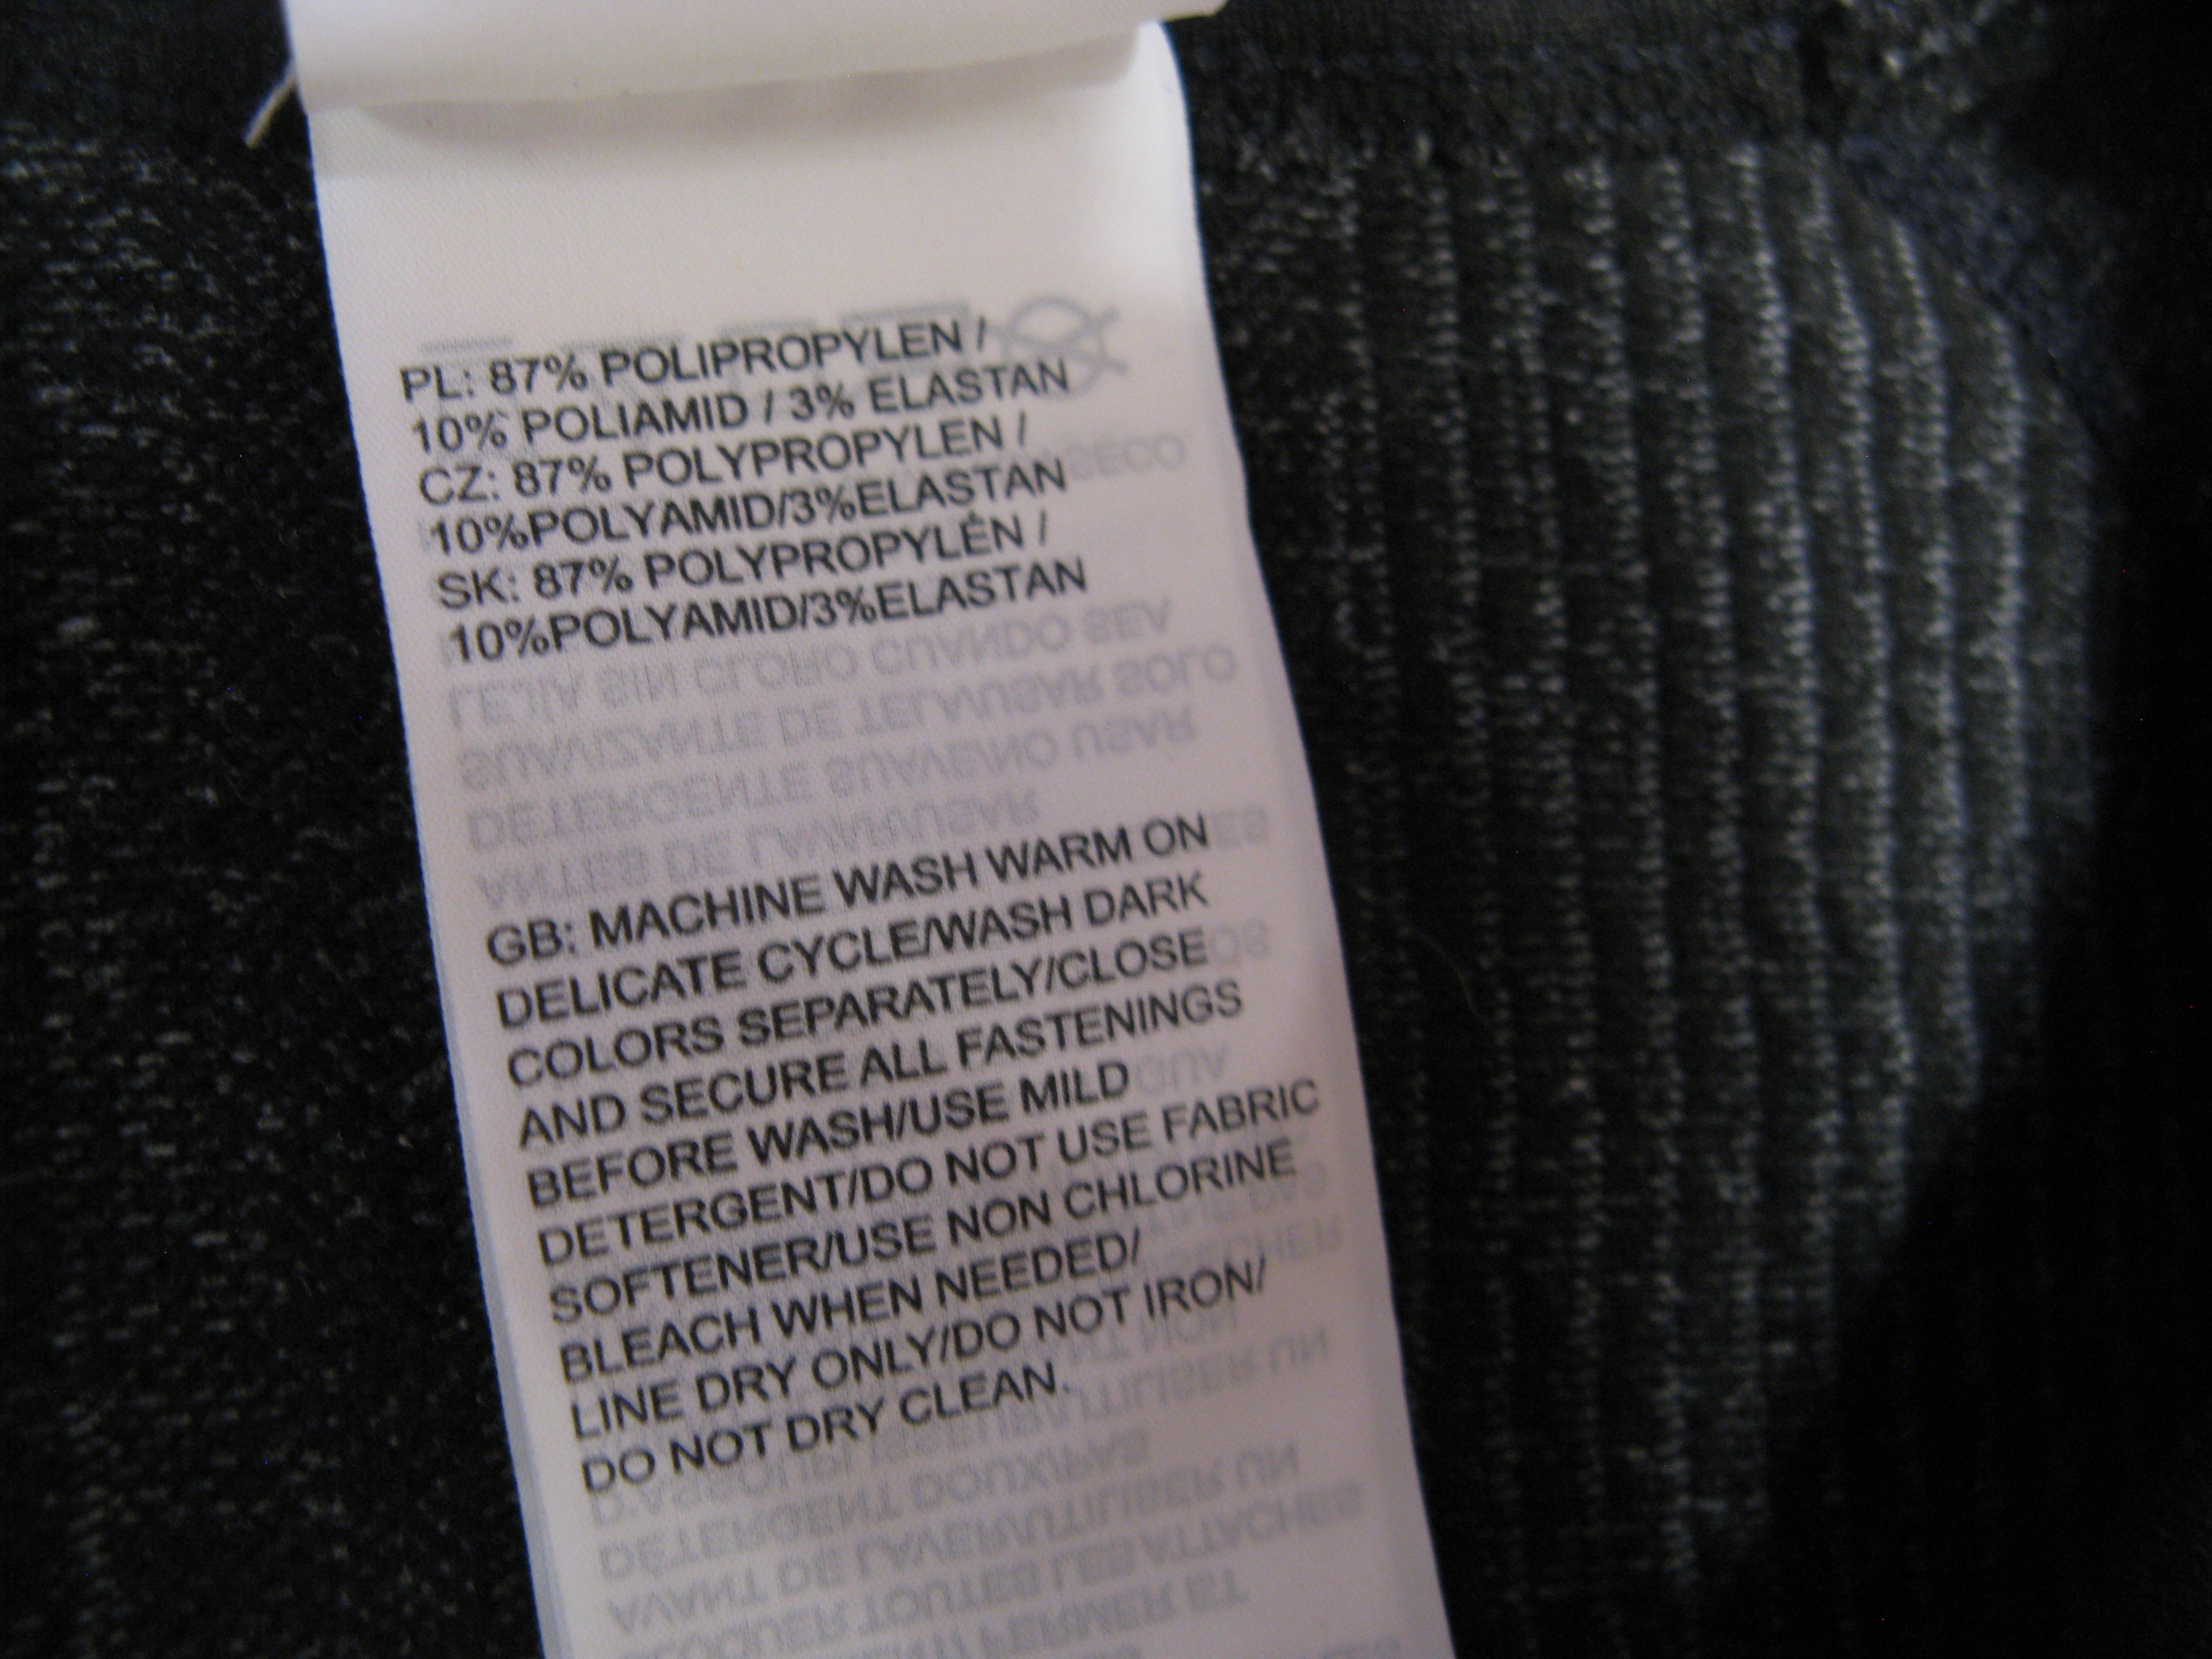 PL: 87% POLIPROPYLEN /
10% POLIAMID / 3% ELASTAN
CZ: 87% POLYPROPYLEN /
10%POLYAMID/3%ELASTAN
SK: 87% POLYPROPYLÉN /
10%POLYAMID/3%ELASTAN
GB: MACHINE WASH WARM ON
DELICATE CYCLE/WASH DARK
COLORS SEPARATELY/CLOSE
AND SECURE ALL FASTENINGS
BEFORE WASH/USE MILD
DETERGENT/DO NOT USE FABRIC
SOFTENER/USE NON CHLORINE
BLEACH WHEN NEEDED/
LINE DRY ONLY/DO NOT IRON/
DO NOT DRY CLEAN.